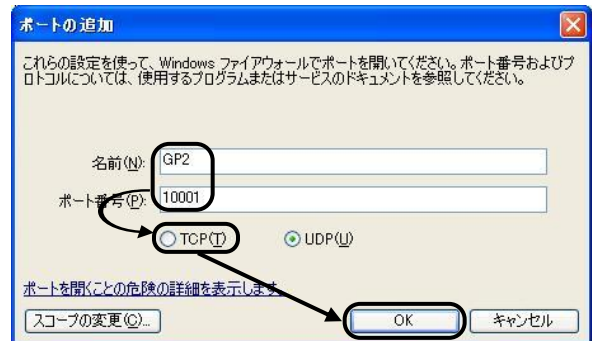 ポートの追加
これらの設定を使って、Windows ファイアウォールでポートを開いてください。ポート番号およびプ
ロトコルについては、使用するプログラムまたはサービスのドキュメントを参照してください。
名前(N): GP2
ポート番号(P): 10001
TCP(T) UDP(U)
ポートを開くことの危険の詳細を表示します。
スコープの変更(C)... OK キャンセル